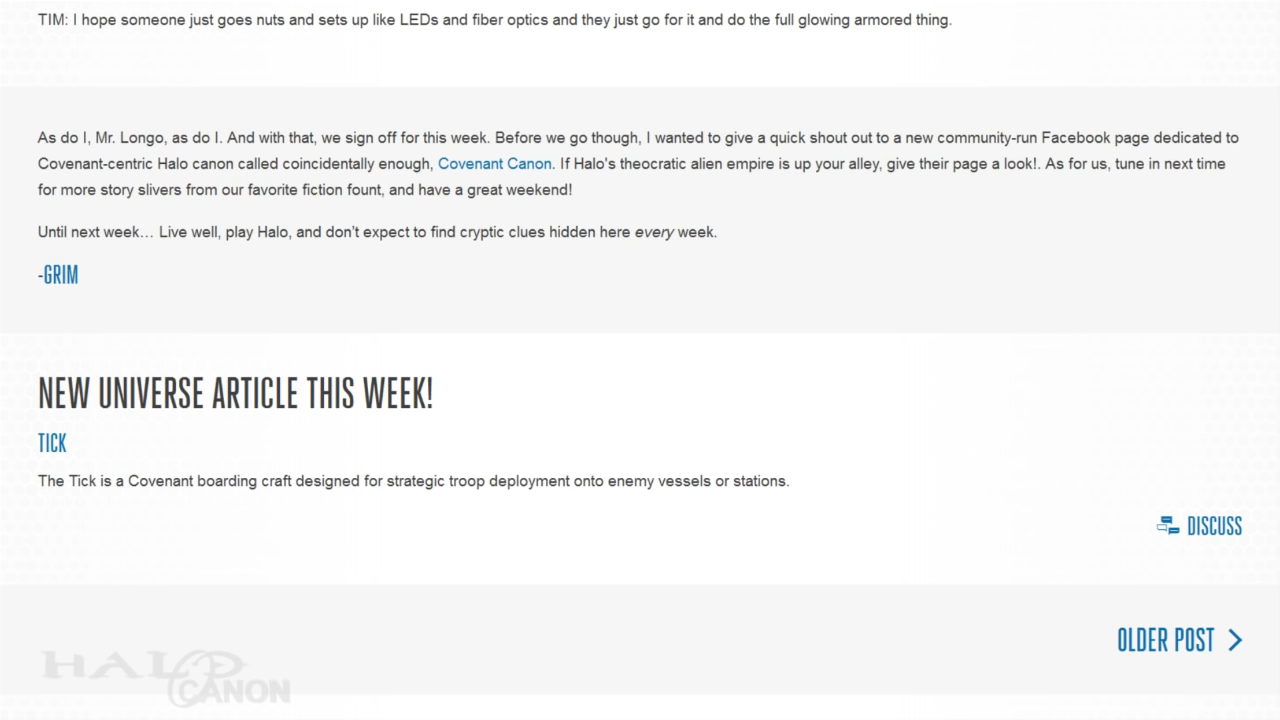 TIM: I hope someone just goes nuts and sets up like LEDs and fiber optics and they just go for it and do the full glowing armored thing.
As do I, Mr. Longo, as do I. And with that, we sign off for this week. Before we go though, I wanted to give a quick shout out to a new community-run Facebook page dedicated to
Covenant-centric Halo canon called coincidentally enough, Covenant Canon. If Halo's theocratic alien empire is up your alley, give their page a look!. As for us, tune in next time
for more story slivers from our favorite fiction fount, and have a great weekend!
Until next week… Live well, play Halo, and don’t expect to find cryptic clues hidden here every week.
-GRIM
NEW UNIVERSE ARTICLE THIS WEEK!
TICK
The Tick is a Covenant boarding craft designed for strategic troop deployment onto enemy vessels or stations.
DISCUSS
OLDER POST
HALO
CANON